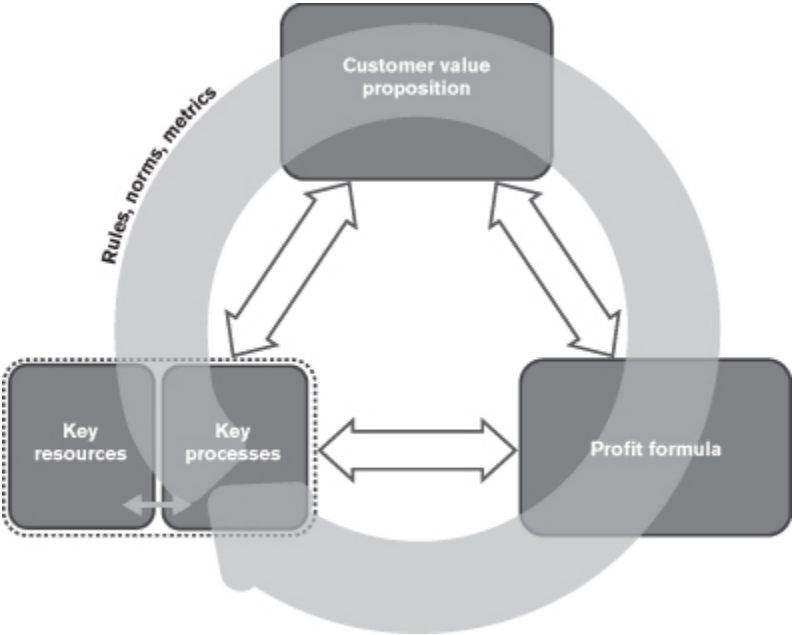 Customer value
proposition
Rules, norms, metrics
Key
resources
Key
processes
Profit formula